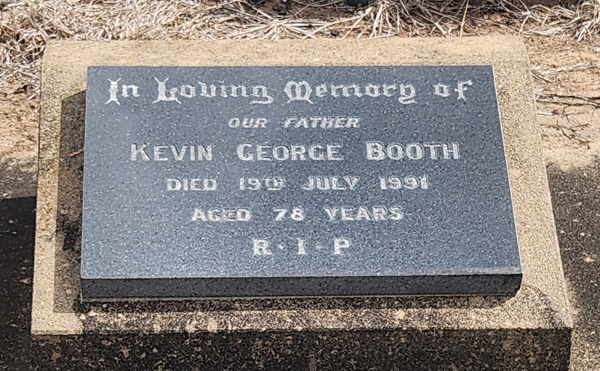 In Loving Memory of
OUR FATHER
KEVIN GEORGE BOOTH
DIED 19TH JULY 1991
AGED 78 YEARS
R·I·P